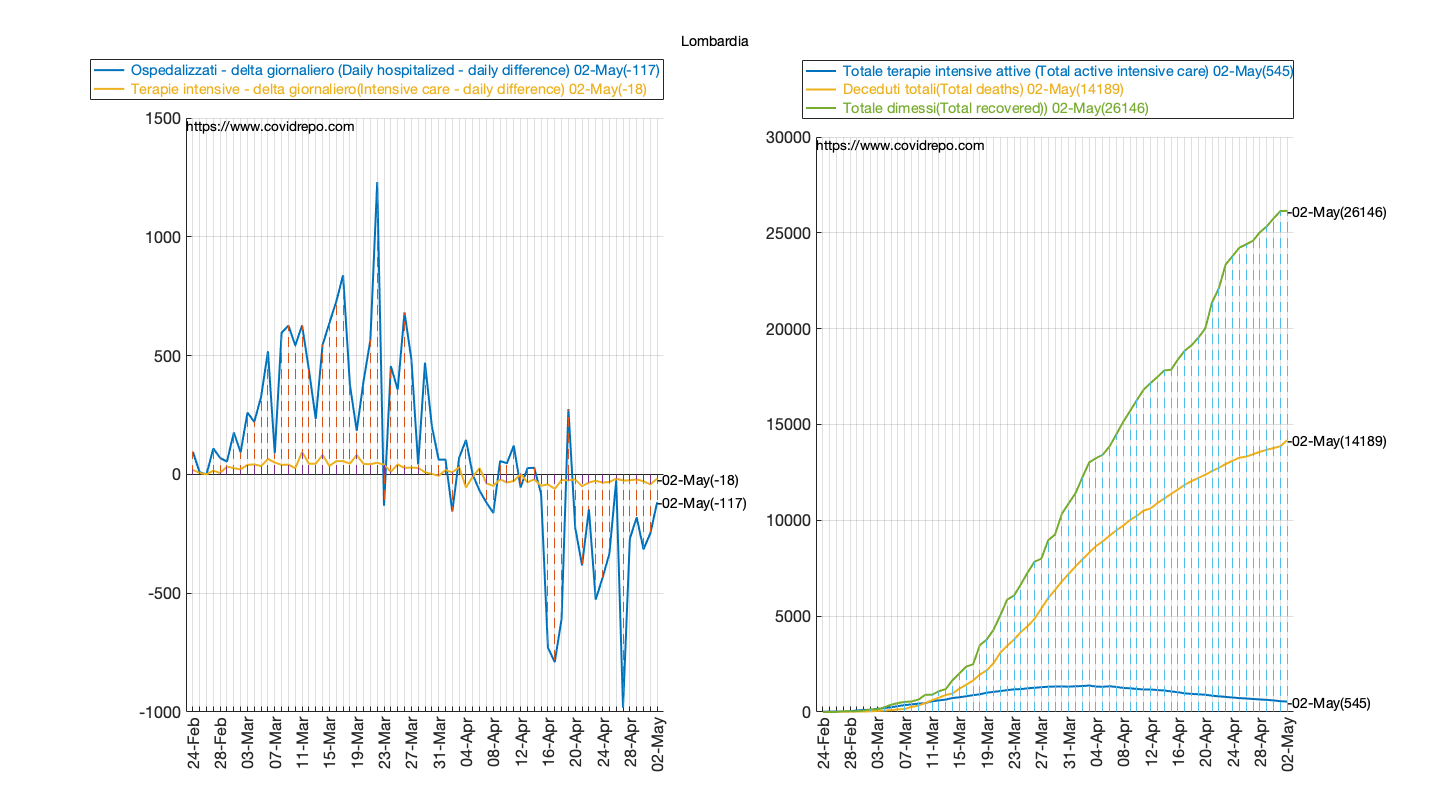 Lombardia
Ospedalizzati - delta giornaliero (Daily hospitalized - daily difference) 02-May(-117)
Terapie intensive - delta giornaliero(Intensive care - daily difference) 02-May(-18)
https://www.covidrepo.com
1500
1000
500
0
-500
-1000
02-May(-18)
02-May(-117)
24-Feb
28-Feb
03-Mar
07-Mar
11-Mar
15-Mar
19-Mar
23-Mar
27-Mar
31-Mar
04-Apr
08-Apr
12-Apr
16-Apr
20-Apr
24-Apr
28-Apr
02-May
Totale terapie intensive attive (Total active intensive care) 02-May(545)
Deceduti totali(Total deaths) 02-May(14189)
Totale dimessi(Total recovered)) 02-May(26146)
https://www.covidrepo.com
30000
25000
20000
15000
10000
5000
0
02-May(26146)
02-May(14189)
02-May(545)
24-Feb
28-Feb
03-Mar
07-Mar
11-Mar
15-Mar
19-Mar
23-Mar
27-Mar
31-Mar
04-Apr
08-Apr
12-Apr
16-Apr
20-Apr
24-Apr
28-Apr
02-May